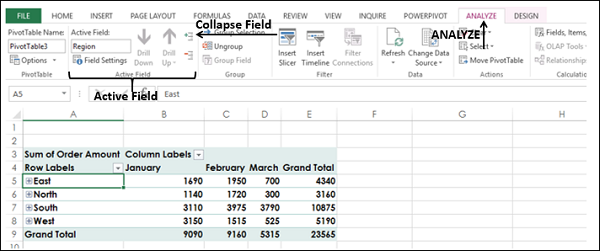 FILE HOME INSERT PAGE LAYOUT FORMULAS DATA REVIEW VIEW INQUIRE POWERPIVOT ANALYZE DESIGN
PivotTable Name: Active Field: Collapse Field Group Selection ANALYZE Fields, Items,
PivotTable3 Region Drill Down Drill Up Ungroup Insert Slicer Insert Timeline Filter Connections Refresh Change Data Source Select OLAP Tools
Options Field Settings Group Field Move PivotTable Relationships
PivotTable Active Field Group Filter Data Actions
A5 Active Field East
A B C D E F G H
1
2
3 Sum of Order Amount Column Labels
4 Row Labels January February March Grand Total
5 East 1690 1950 700 4340
6 North 1140 1720 300 3160
7 South 3110 3975 3790 10875
8 West 3150 1515 525 5190
9 Grand Total 9090 9160 5315 23565